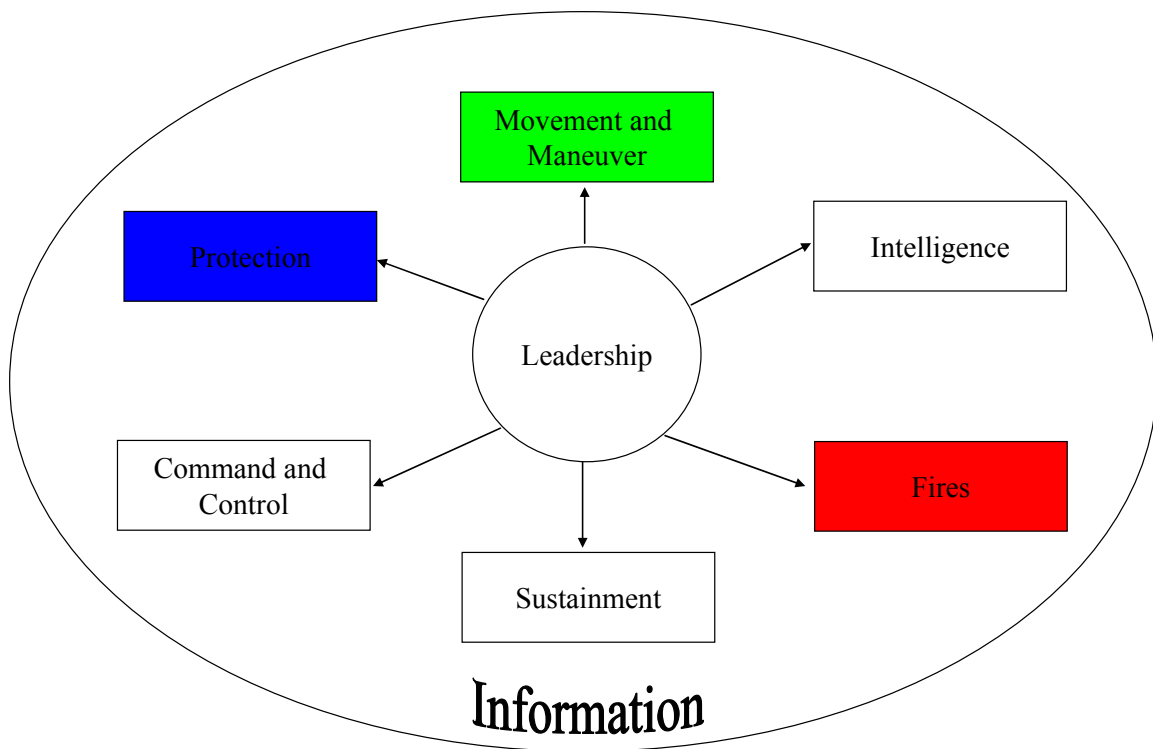 Movement and
Maneuver
Protection
Intelligence
Leadership
Command and
Control
Fires
Sustainment
Information